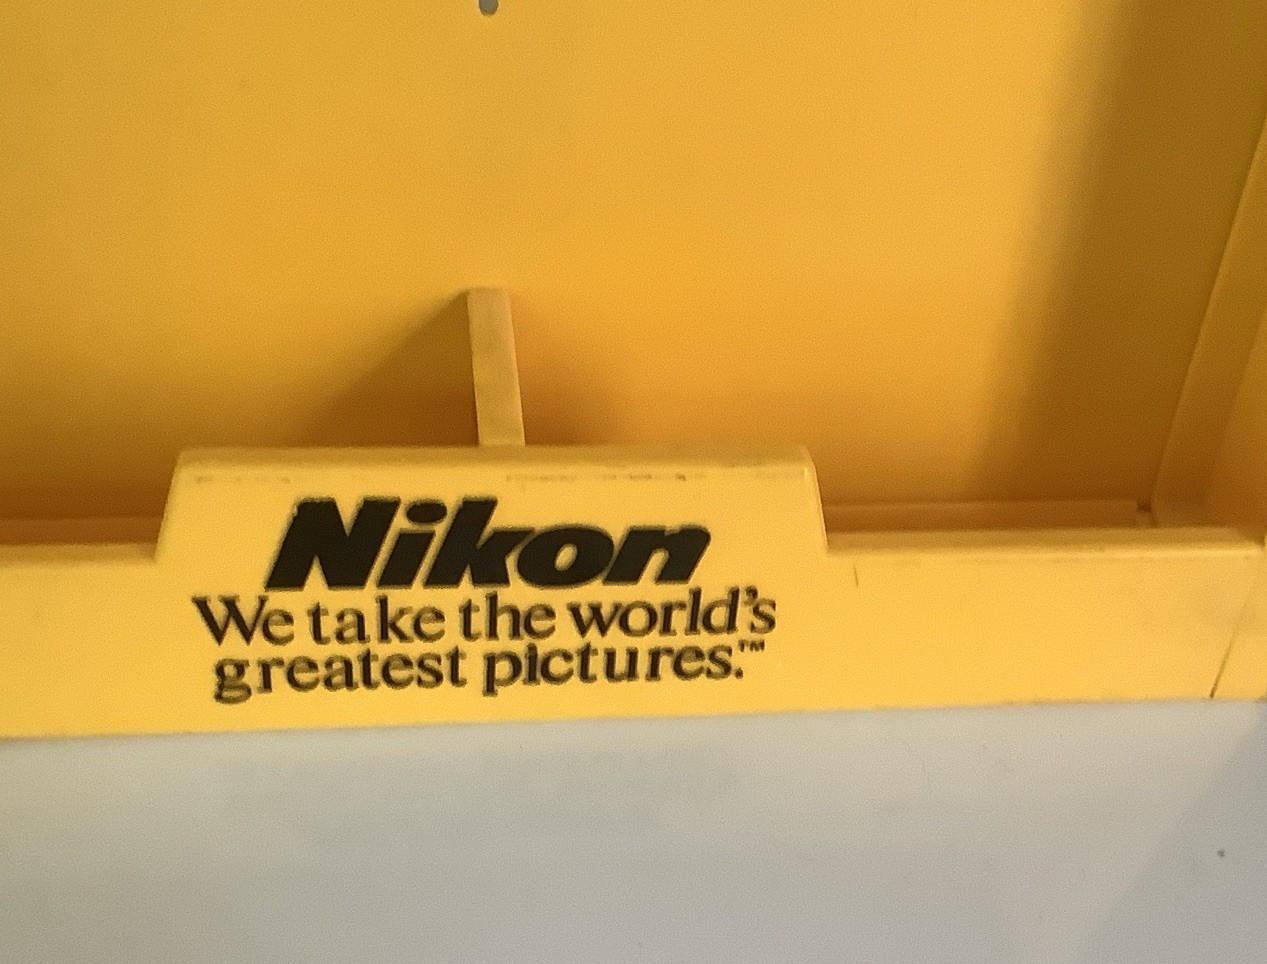 Nikon
We take the world's
greatest pictures.™